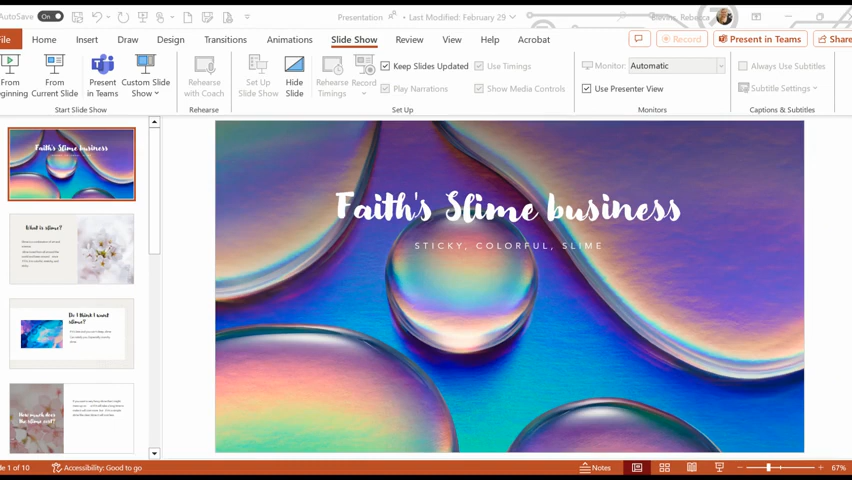 AutoSave On Presentation • Last Modified: February 29
File Home Insert Draw Design Transitions Animations Slide Show Review View Help Acrobat Record Present in Teams Share
From Beginning
From Current Slide
Present in Teams
Custom Slide Show
Start Slide Show
Rehearse with Coach
Rehearse
Set Up Slide Show
Hide Slide
Rehearse Timings
Record
Keep Slides Updated
Play Narrations
Use Timings
Show Media Controls
Set Up
Monitor: Automatic
Use Presenter View
Monitors
Always Use Subtitles
Subtitle Settings
Captions & Subtitles
Faith's Slime business
What is slime?
Do I think I want slime?
How much does the slime cost?
Faith's Slime business
STICKY, COLORFUL, SLIME
1 of 10 Accessibility: Good to go Notes 67%